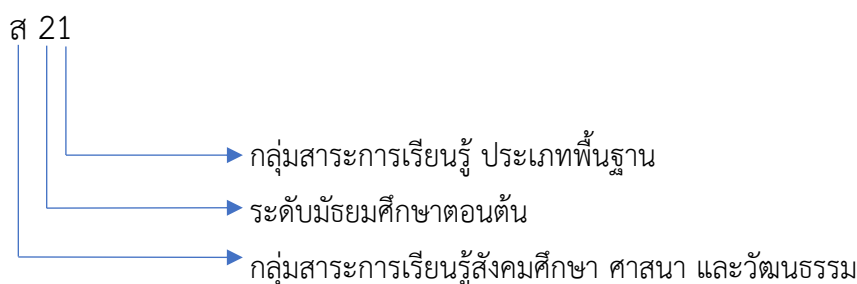 ส 21
กลุ่มสาระการเรียนรู้ ประเภทพื้นฐาน
ระดับมัธยมศึกษาตอนต้น
กลุ่มสาระการเรียนรู้สังคมศึกษา ศาสนา และวัฒนธรรม